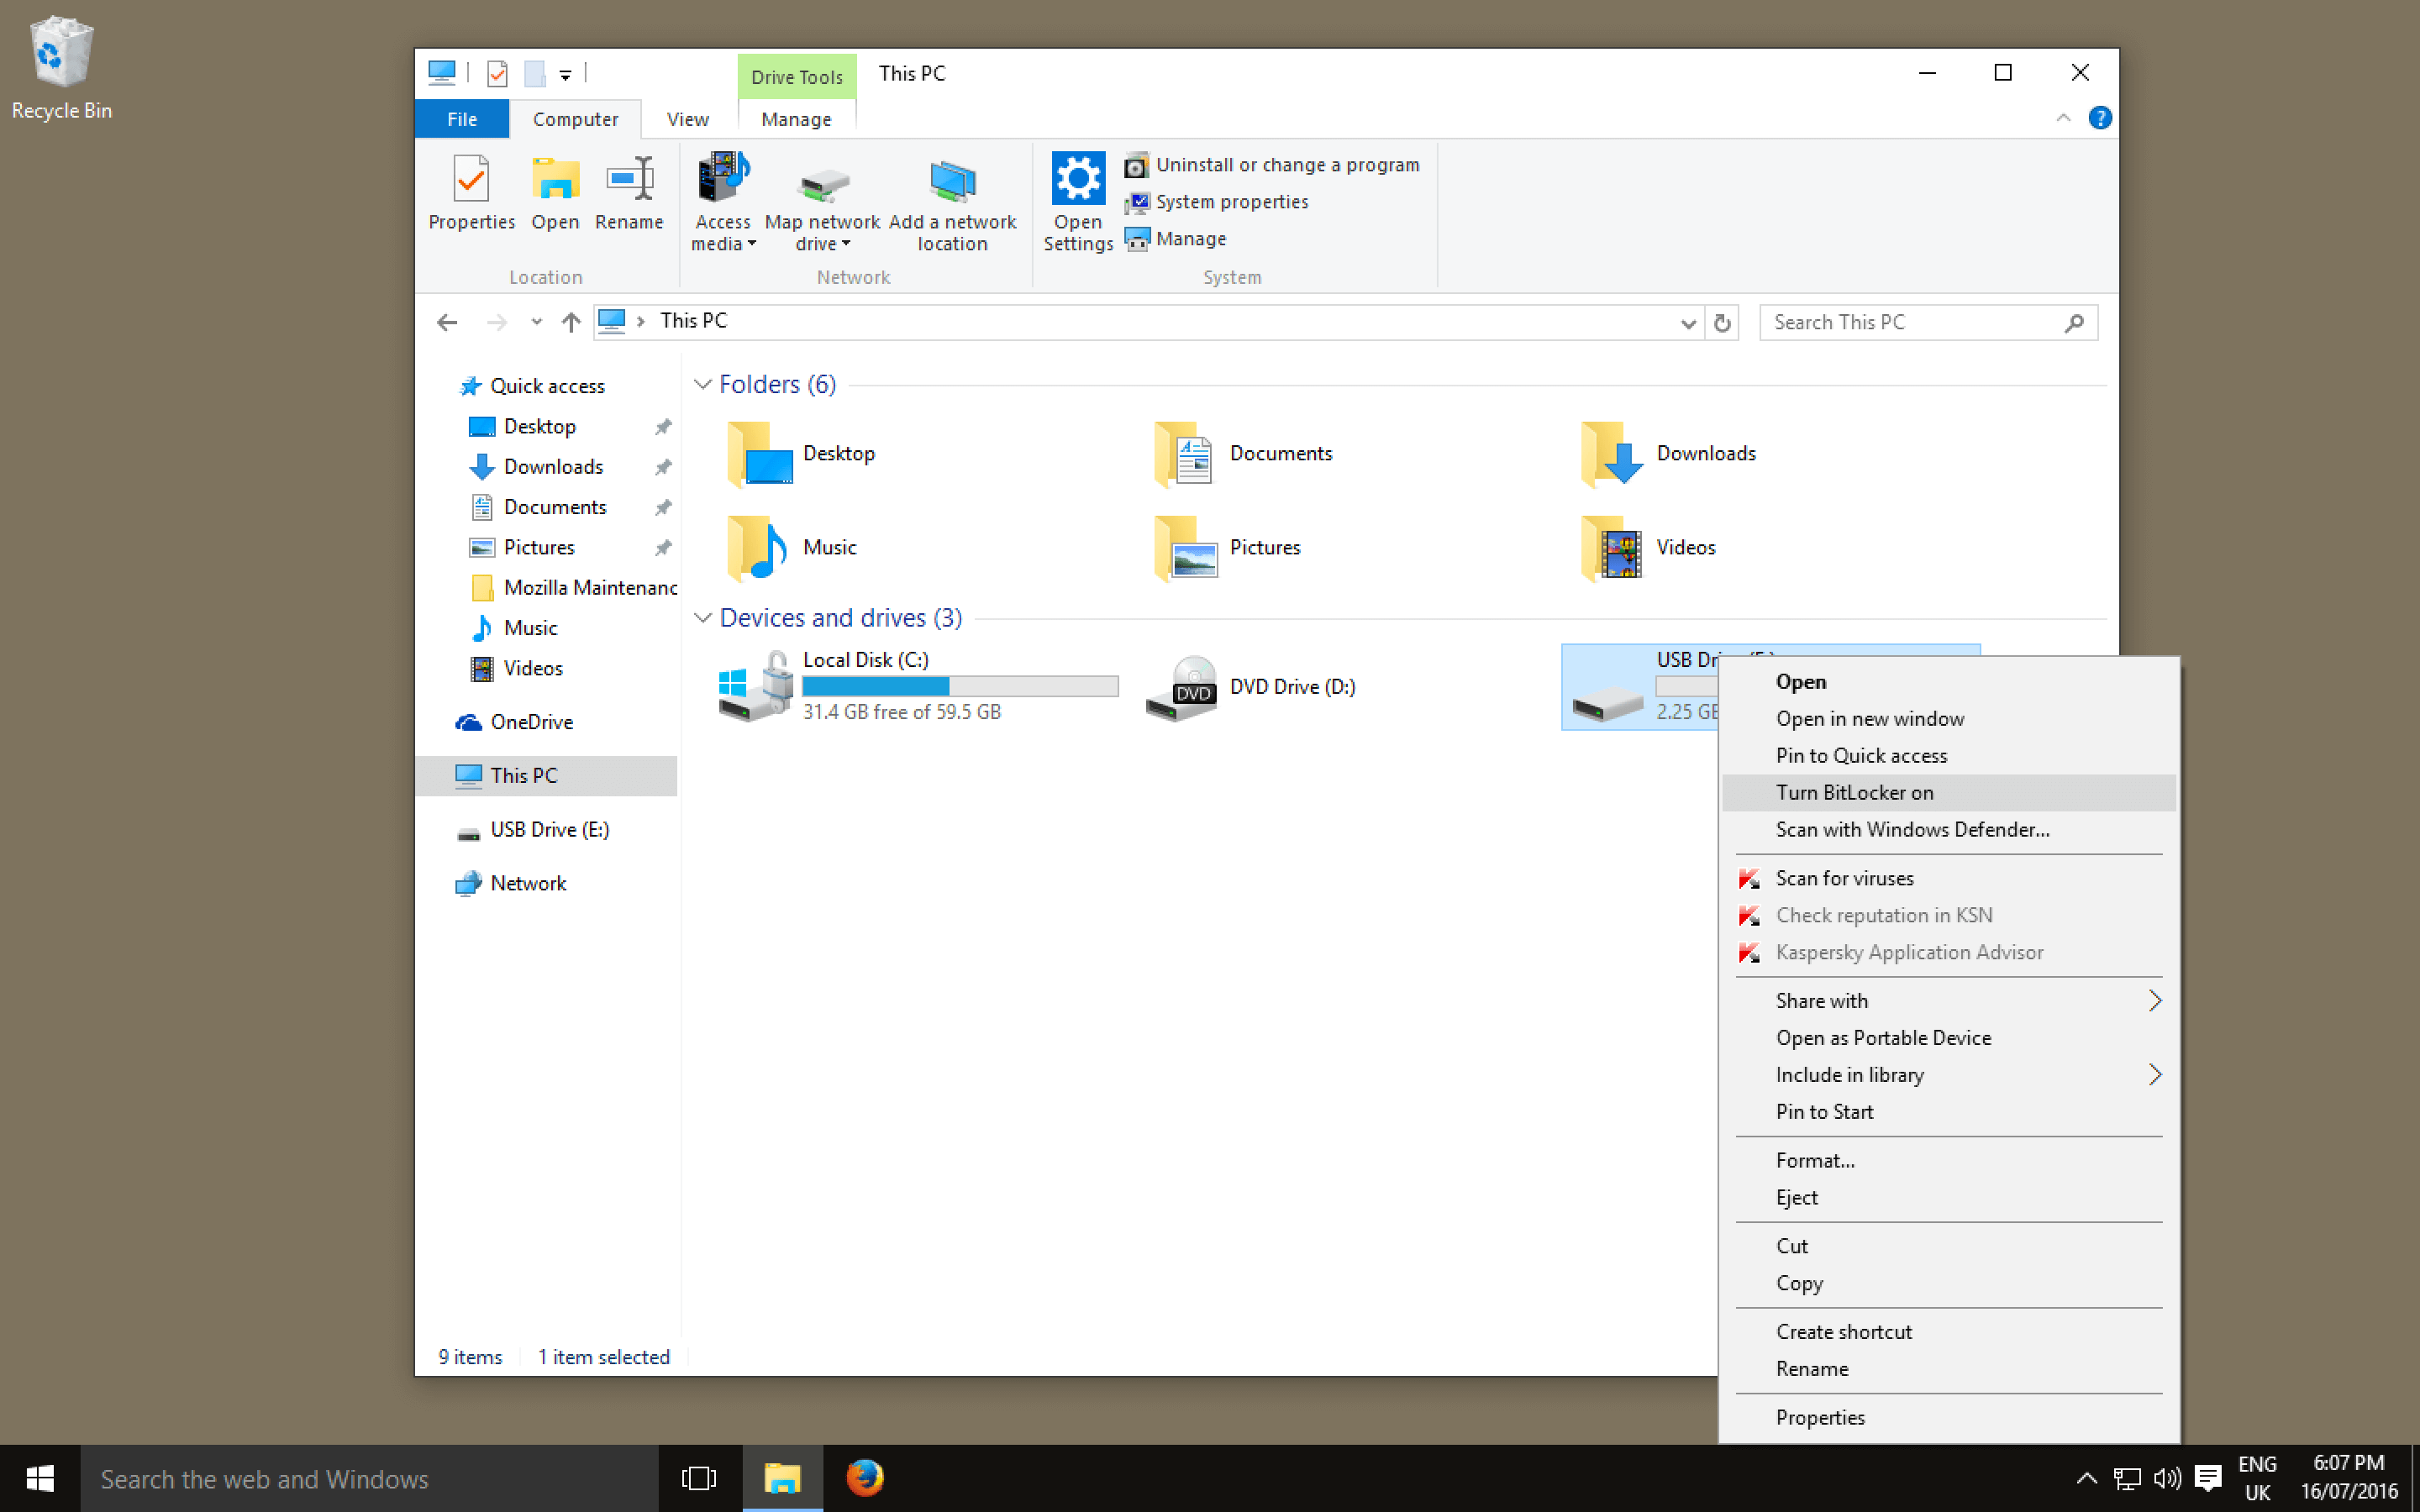 Recycle Bin
Drive Tools
This PC
File
Computer
View
Manage
Properties
Open
Rename
Access
media
Map network
drive
Add a network
location
Open
Settings
Uninstall or change a program
System properties
Manage
Location
Network
System
This PC
Search This PC
Quick access
Desktop
Downloads
Documents
Pictures
Mozilla Maintenanc
Music
Videos
OneDrive
This PC
USB Drive (E:)
Network
Folders (6)
Desktop
Documents
Downloads
Music
Pictures
Videos
Devices and drives (3)
Local Disk (C:)
31.4 GB free of 59.5 GB
DVD
DVD Drive (D:)
USB
2.25 GB
Open
Open in new window
Pin to Quick access
Turn BitLocker on
Scan with Windows Defender...
Scan for viruses
Check reputation in KSN
Kaspersky Application Advisor
Share with
Open as Portable Device
Include in library
Pin to Start
Format...
Eject
Cut
Copy
Create shortcut
Rename
Properties
9 items
1 item selected
Search the web and Windows
ENG
UK
6:07 PM
16/07/2016